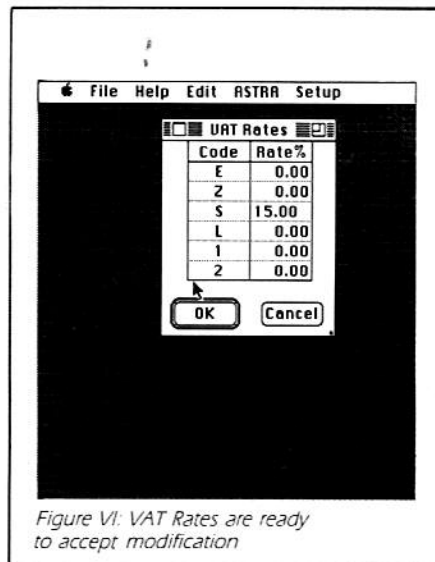 File Help Edit ASTRA Setup
VAT Rates
Code Rate%
E 0.00
Z 0.00
S 15.00
L 0.00
1 0.00
2 0.00
OK Cancel
Figure VI: VAT Rates are ready
to accept modification